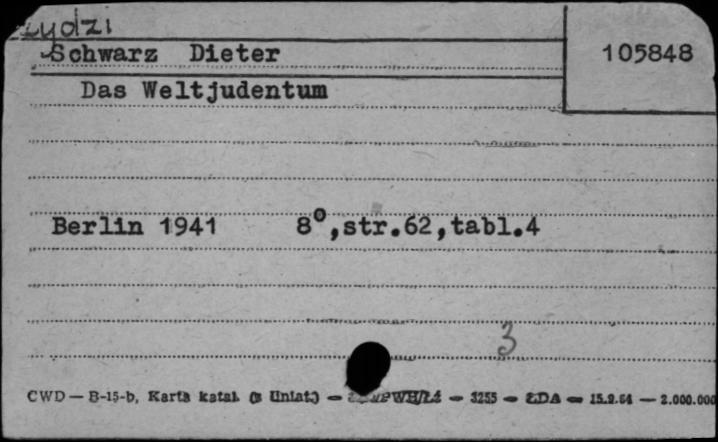 Żydzi
Schwarz Dieter
105848
Das Weltjudentum
Berlin 1941 8°,str.62,tabl.4
3
CWD — B-15-b, Karta katal. (z Uniat.) — — 3255 — ŁDA — 15.9.64 — 2.000.000